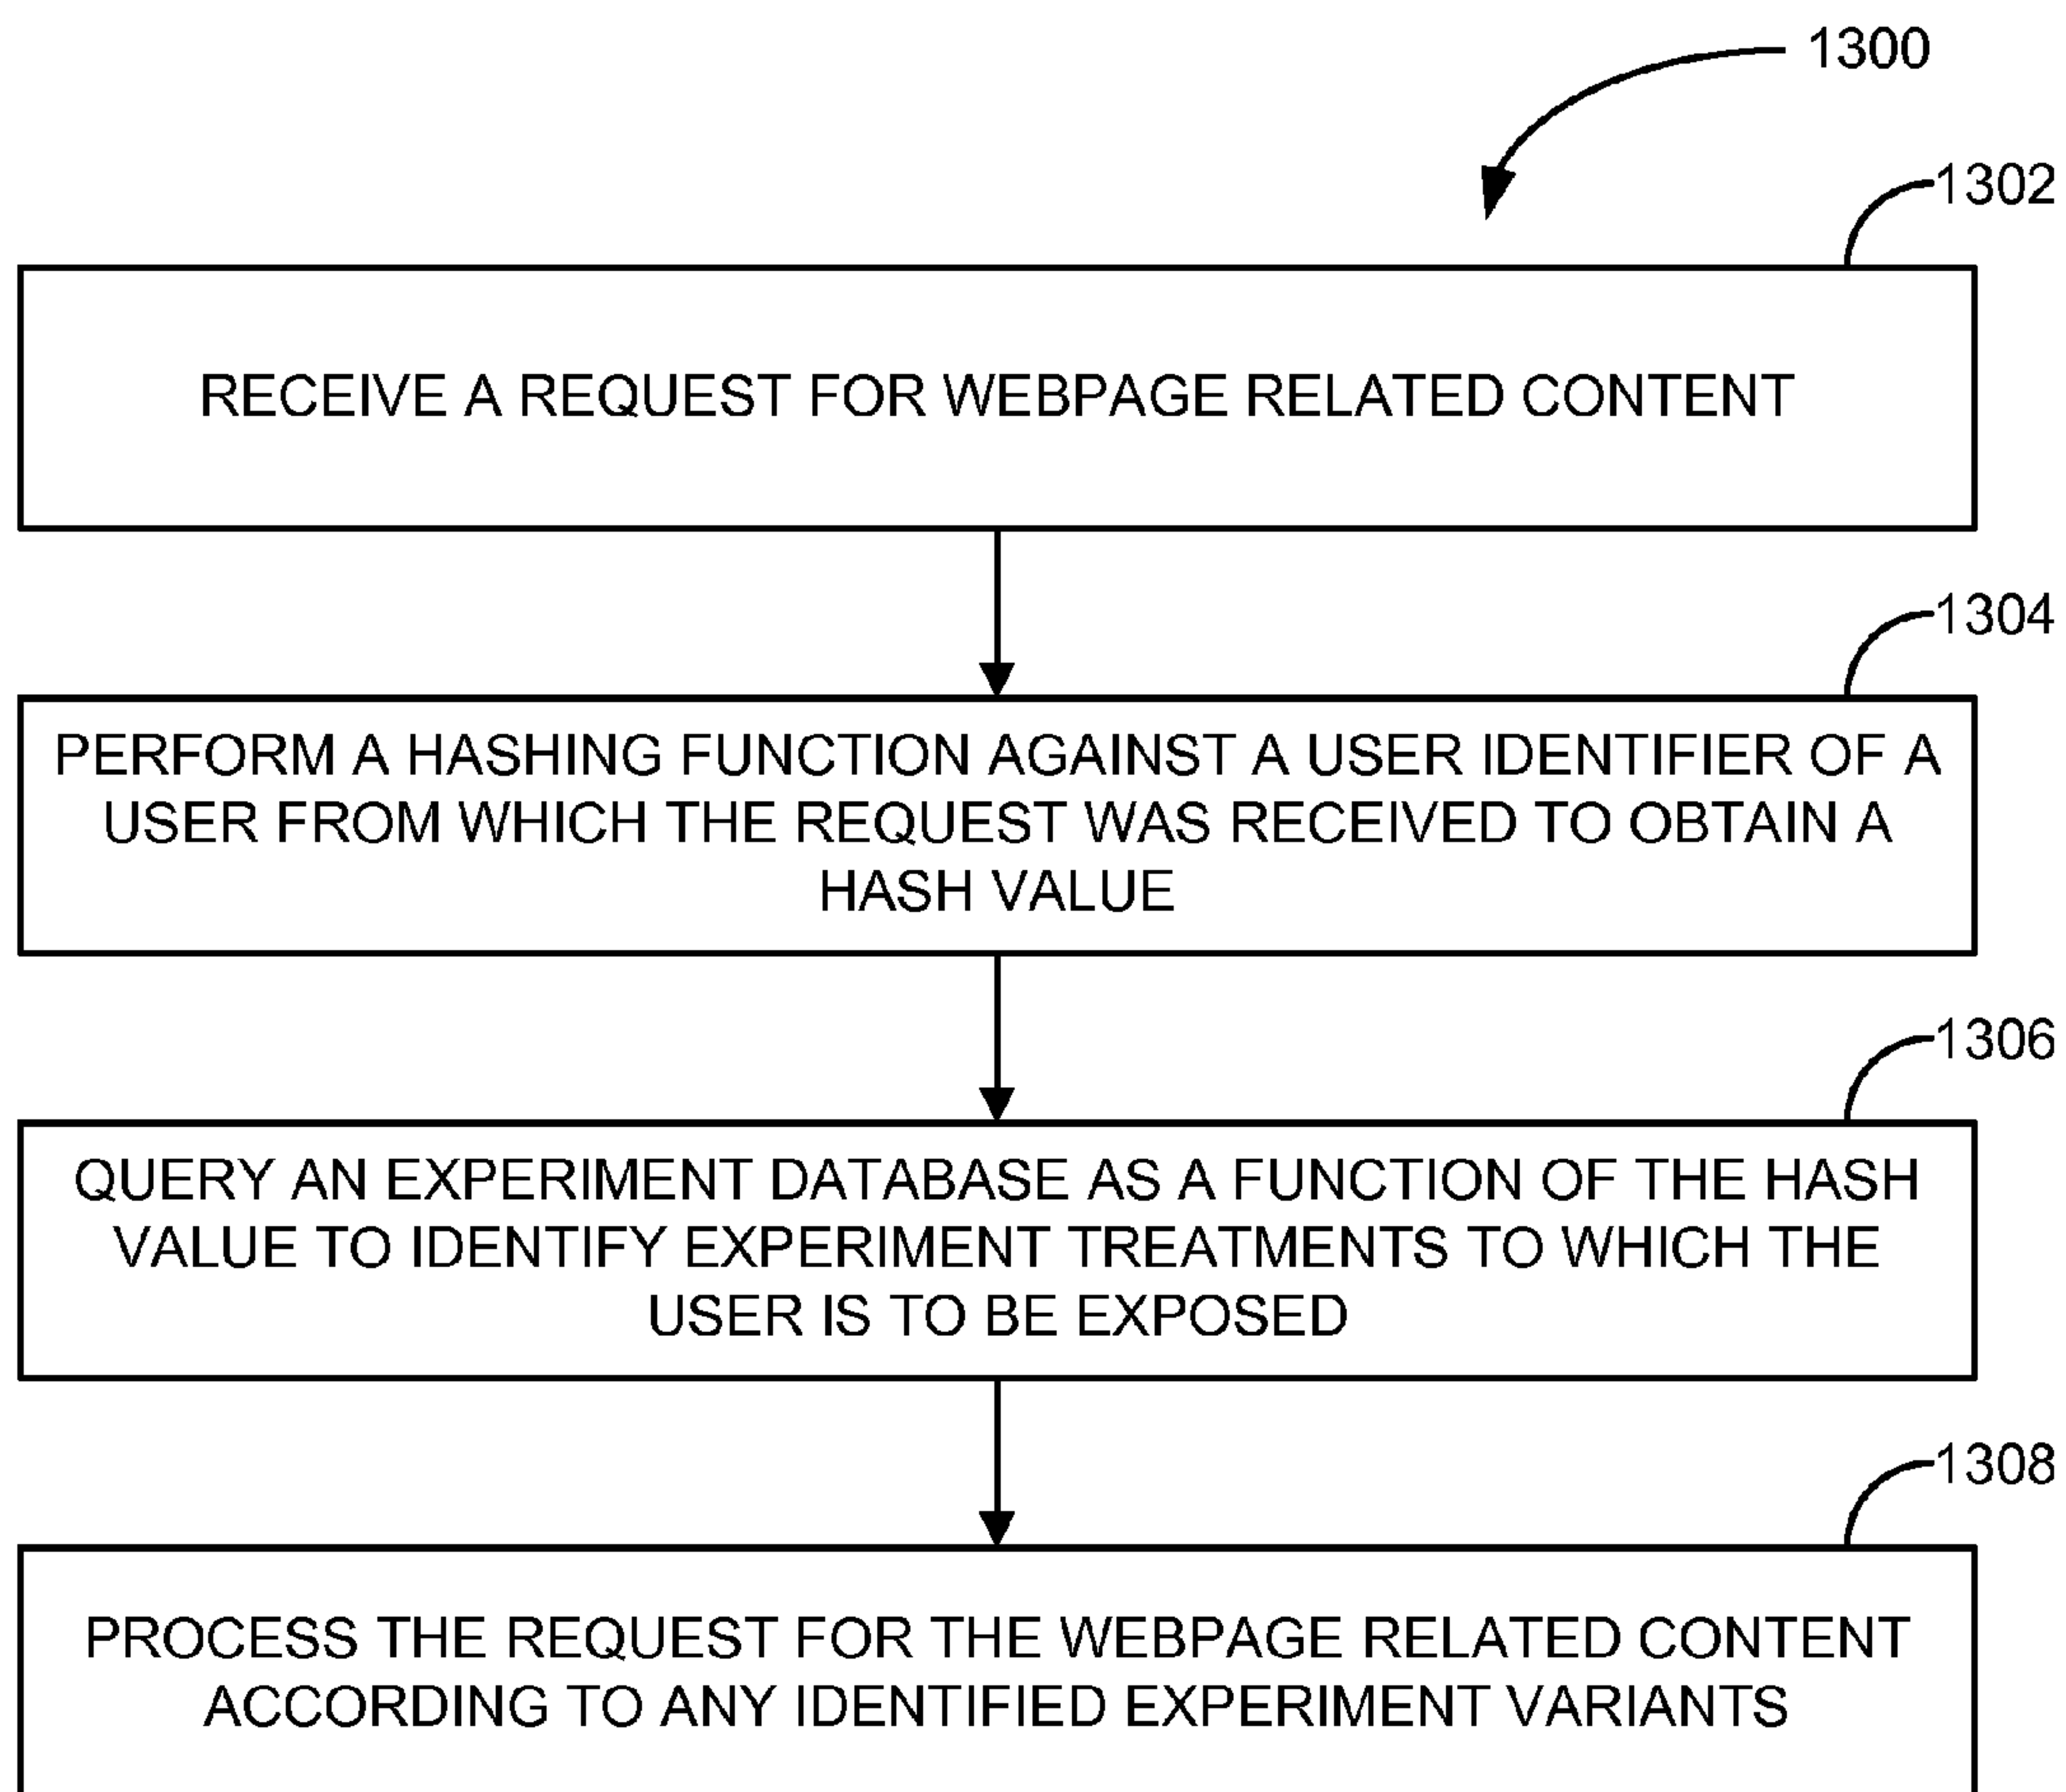 1300
1302
RECEIVE A REQUEST FOR WEBPAGE RELATED CONTENT
1304
PERFORM A HASHING FUNCTION AGAINST A USER IDENTIFIER OF A
USER FROM WHICH THE REQUEST WAS RECEIVED TO OBTAIN A
HASH VALUE
1306
QUERY AN EXPERIMENT DATABASE AS A FUNCTION OF THE HASH
VALUE TO IDENTIFY EXPERIMENT TREATMENTS TO WHICH THE
USER IS TO BE EXPOSED
1308
PROCESS THE REQUEST FOR THE WEBPAGE RELATED CONTENT
ACCORDING TO ANY IDENTIFIED EXPERIMENT VARIANTS